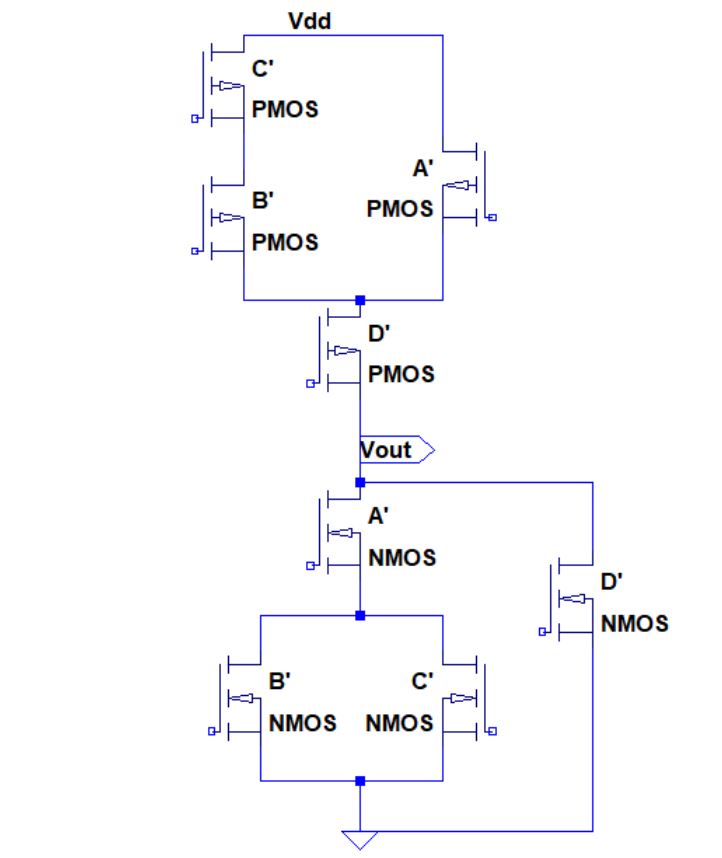 Vdd
C'
PMOS
A'
PMOS
B'
PMOS
D'
PMOS
Vout
A'
NMOS
D'
NMOS
B'
NMOS
C'
NMOS